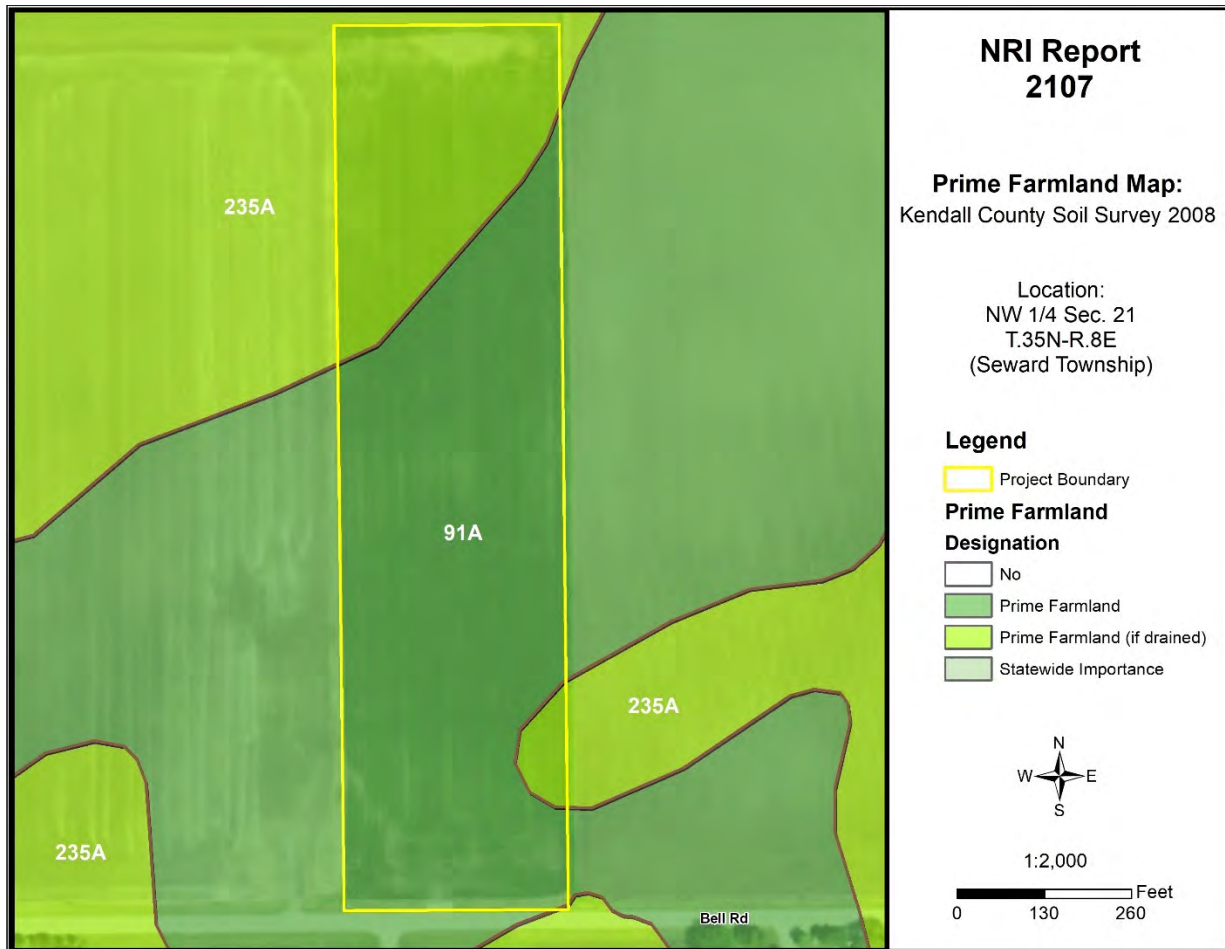 NRI Report
2107
Prime Farmland Map:
Kendall County Soil Survey 2008
Location:
NW 1/4 Sec. 21
T.35N-R.8E
(Seward Township)
Legend
Project Boundary
Prime Farmland
Designation
No
Prime Farmland
Prime Farmland (if drained)
Statewide Importance
N
W E
S
1:2,000
Feet
0 130 260
235A
91A
235A
235A
Bell Rd